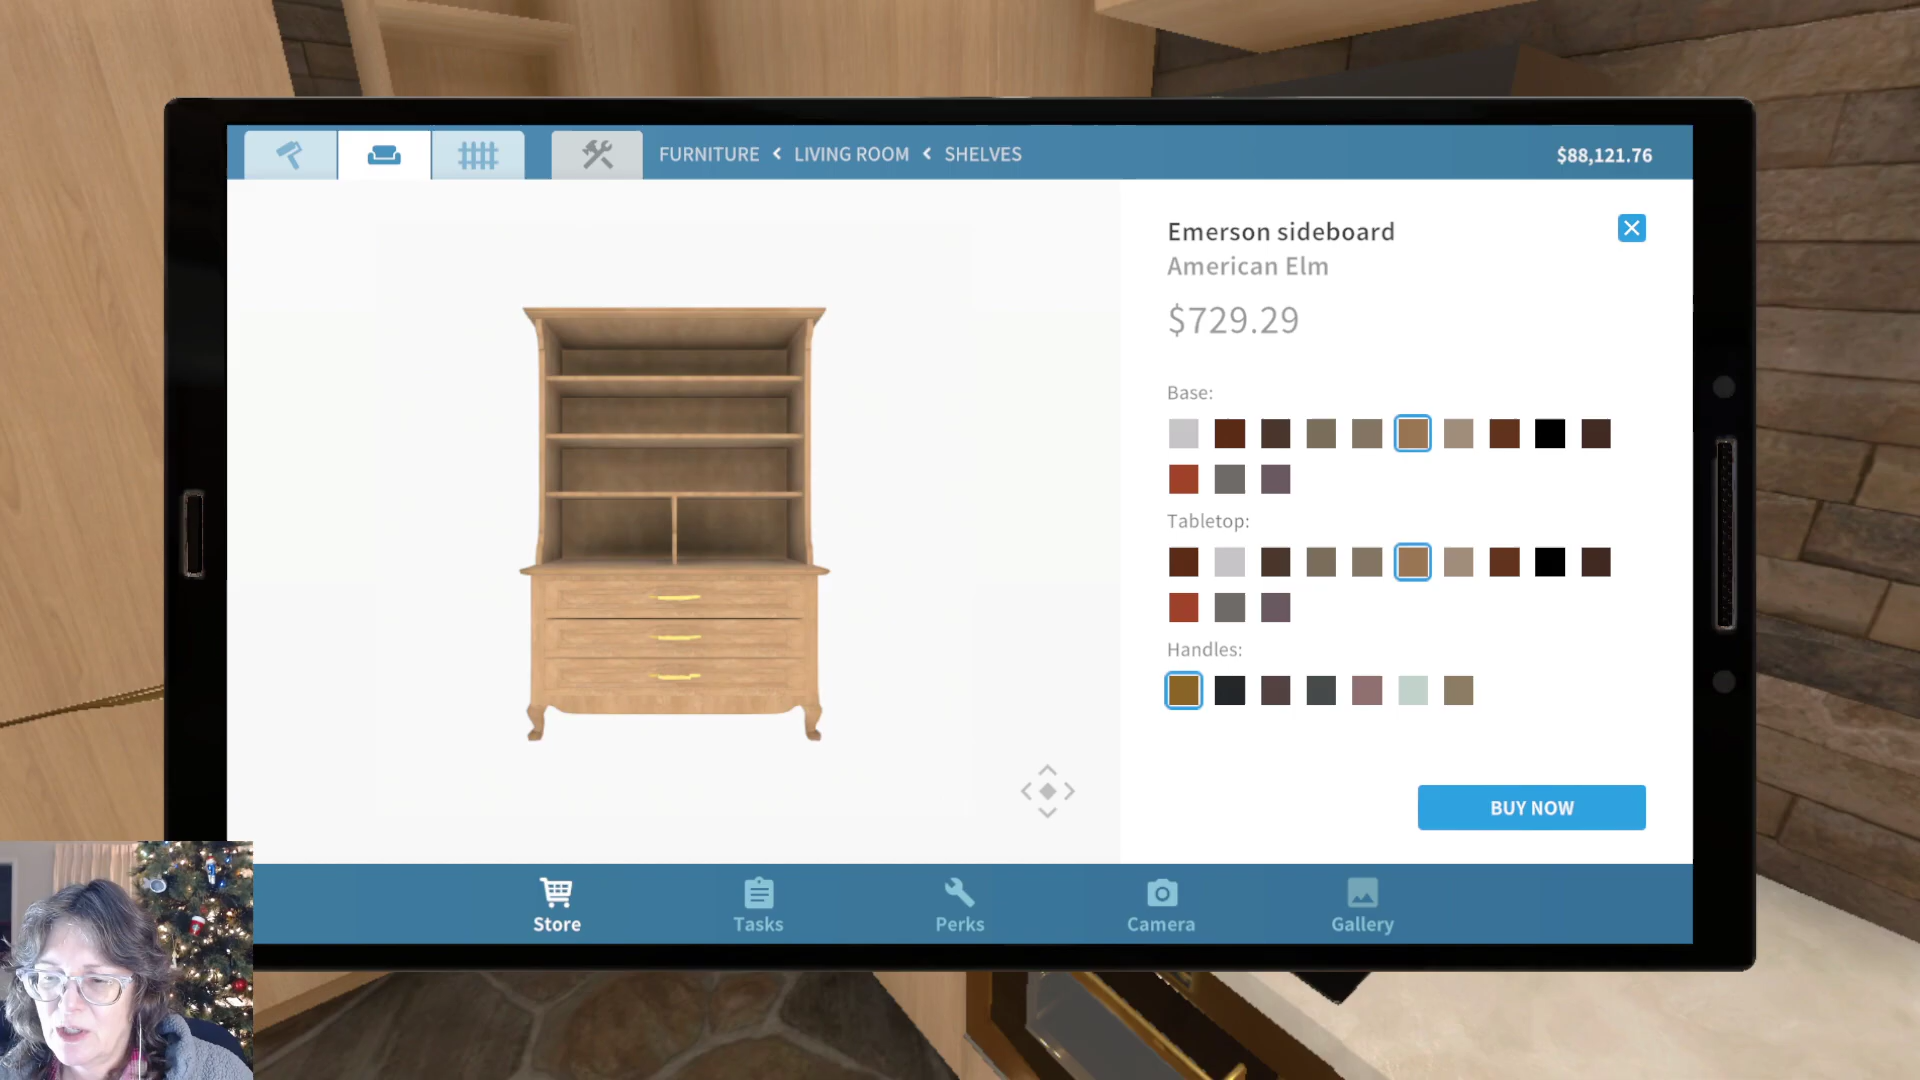 FURNITURE < LIVING ROOM < SHELVES
$88,121.76
Emerson sideboard
American Elm
$729.29
Base:
Tabletop:
Handles:
BUY NOW
Store
Tasks
Perks
Camera
Gallery